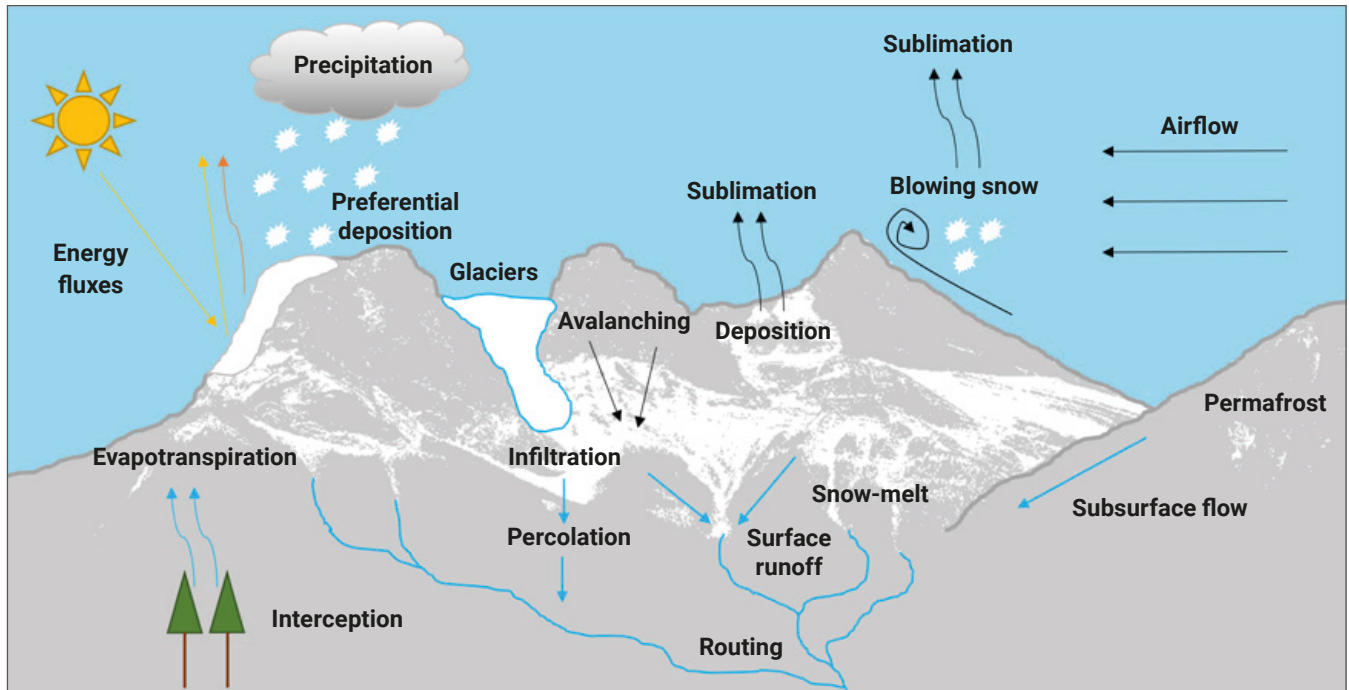 Sublimation
Precipitation
Airflow
Blowing snow
Sublimation
Preferential
deposition
Energy
fluxes
Glaciers
Avalanching
Deposition
Permafrost
Evapotranspiration
Infiltration
Snow-melt
Subsurface flow
Percolation
Surface
runoff
Interception
Routing